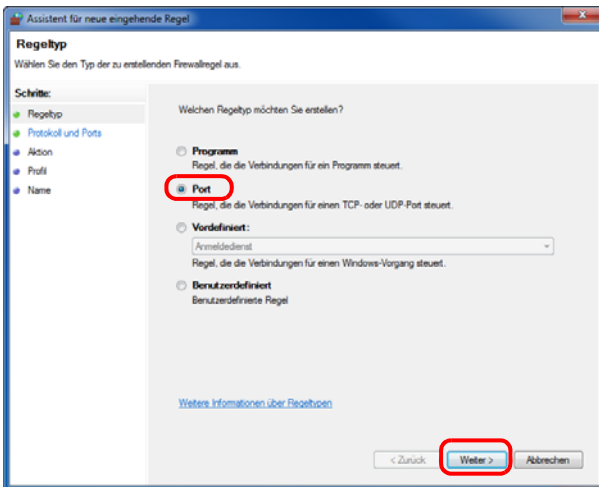 Assistent für neue eingehende Regel
Regeltyp
Wählen Sie den Typ der zu erstellenden Firewallregel aus.
Schritte:
Regeltyp
Protokoll und Ports
Aktion
Profil
Name
Welchen Regeltyp möchten Sie erstellen?
Programm
Regel, die die Verbindungen für ein Programm steuert.
Port
Regel, die die Verbindungen für einen TCP- oder UDP-Port steuert.
Vordefiniert:
Anmeldedienst
Regel, die die Verbindungen für einen Windows-Vorgang steuert.
Benutzerdefiniert
Benutzerdefinierte Regel
Weitere Informationen über Regeltypen
< Zurück
Weiter >
Abbrechen